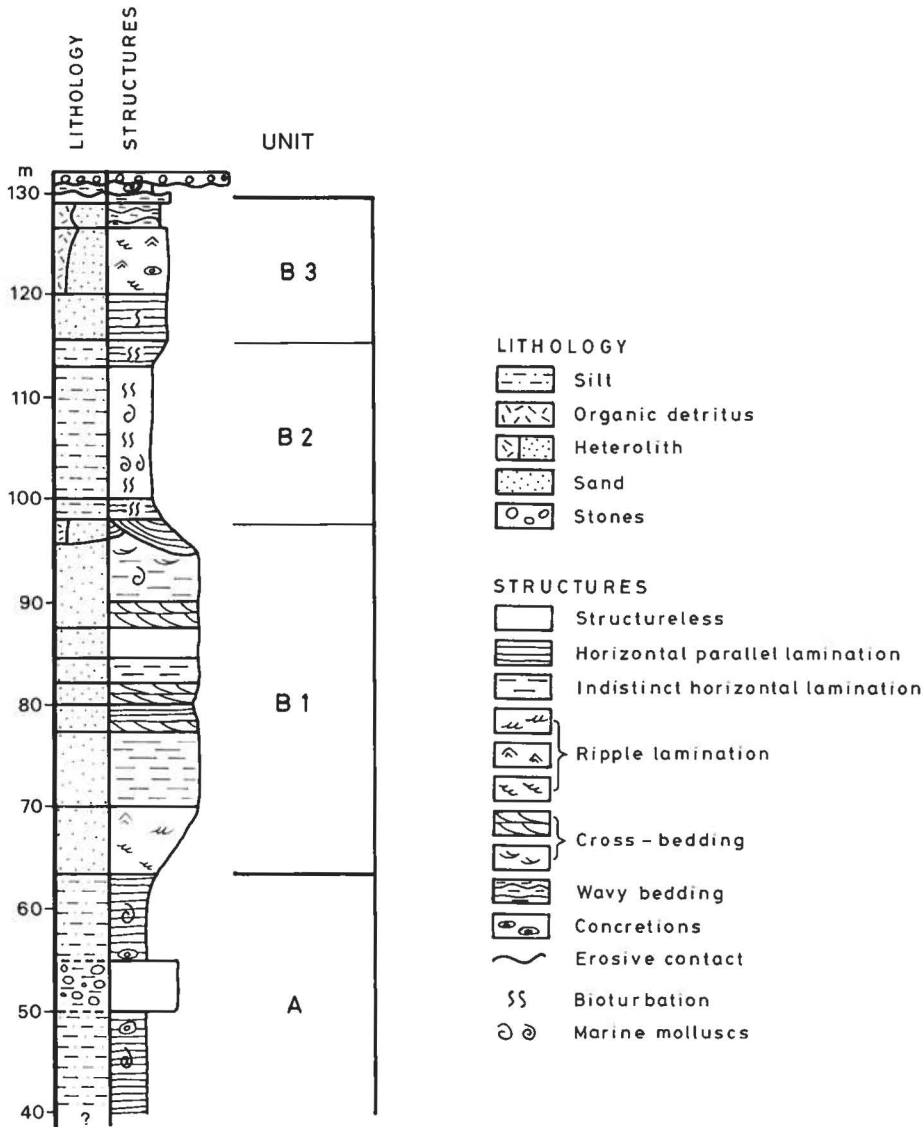 LITHOLOGY
STRUCTURES
UNIT
m
130
120
110
100
90
80
70
60
50
40
?
B 3
B 2
B 1
A
LITHOLOGY
Silt
Organic detritus
Heterolith
Sand
Stones
STRUCTURES
Structureless
Horizontal parallel lamination
Indistinct horizontal lamination
Ripple lamination
Cross-bedding
Wavy bedding
Concretions
Erosive contact
Bioturbation
Marine molluscs